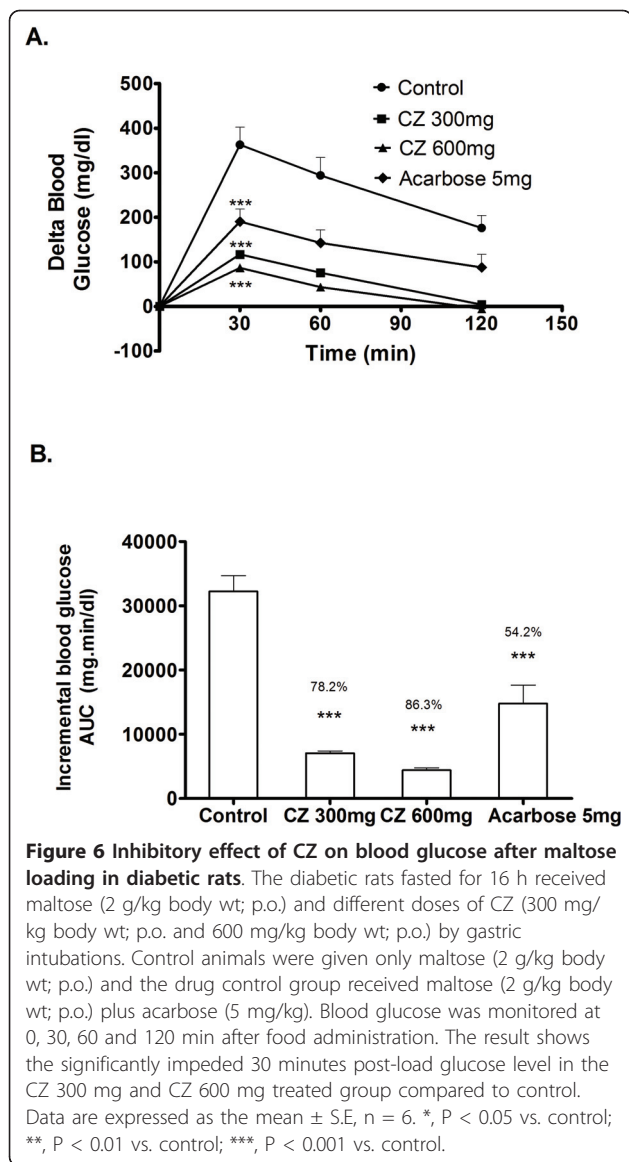 A.
500
400
300
200
100
0
-100
Delta Blood
Glucose (mg/dl)
Control
CZ 300mg
CZ 600mg
Acarbose 5mg
***
***
***
30
60
90
120
150
Time (min)
B.
40000
30000
20000
10000
0
Incremental blood glucose
AUC (mg.min/dl)
78.2%
***
86.3%
***
54.2%
***
Control
CZ 300mg
CZ 600mg
Acarbose 5mg
Figure 6 Inhibitory effect of CZ on blood glucose after maltose
loading in diabetic rats. The diabetic rats fasted for 16 h received
maltose (2 g/kg body wt; p.o.) and different doses of CZ (300 mg/
kg body wt; p.o. and 600 mg/kg body wt; p.o.) by gastric
intubations. Control animals were given only maltose (2 g/kg body
wt; p.o.) and the drug control group received maltose (2 g/kg body
wt; p.o.) plus acarbose (5 mg/kg). Blood glucose was monitored at
0, 30, 60 and 120 min after food administration. The result shows
the significantly impeded 30 minutes post-load glucose level in the
CZ 300 mg and CZ 600 mg treated group compared to control.
Data are expressed as the mean ± S.E, n = 6. *, P < 0.05 vs. control;
**, P < 0.01 vs. control; ***, P < 0.001 vs. control.